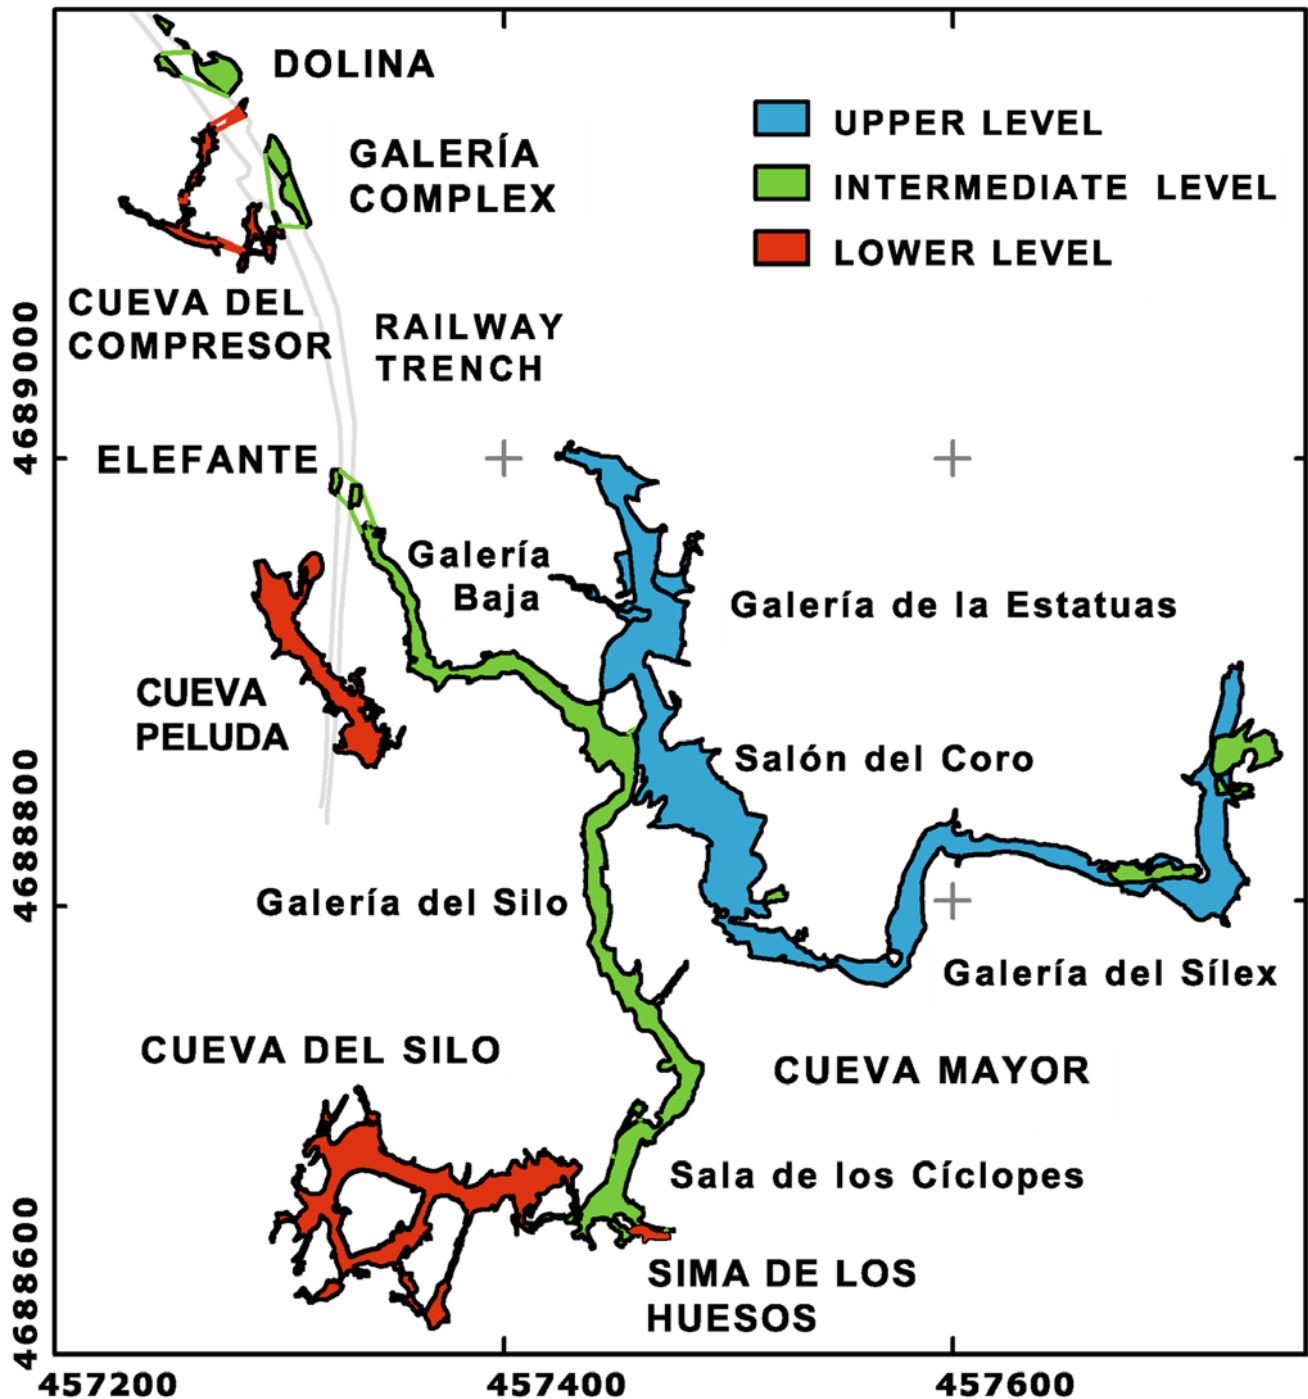 DOLINA
UPPER LEVEL
GALERÍA
COMPLEX
INTERMEDIATE LEVEL
LOWER LEVEL
CUEVA DEL
COMPRESOR
RAILWAY
TRENCH
4689000
ELEFANTE
Galería
Baja
Galería de la Estatuas
CUEVA
PELUDA
Salón del Coro
4688800
Galería del Silo
Galería del Sílex
CUEVA DEL SILO
CUEVA MAYOR
Sala de los Cíclopes
SIMA DE LOS
HUESOS
4688600
457200
457400
457600